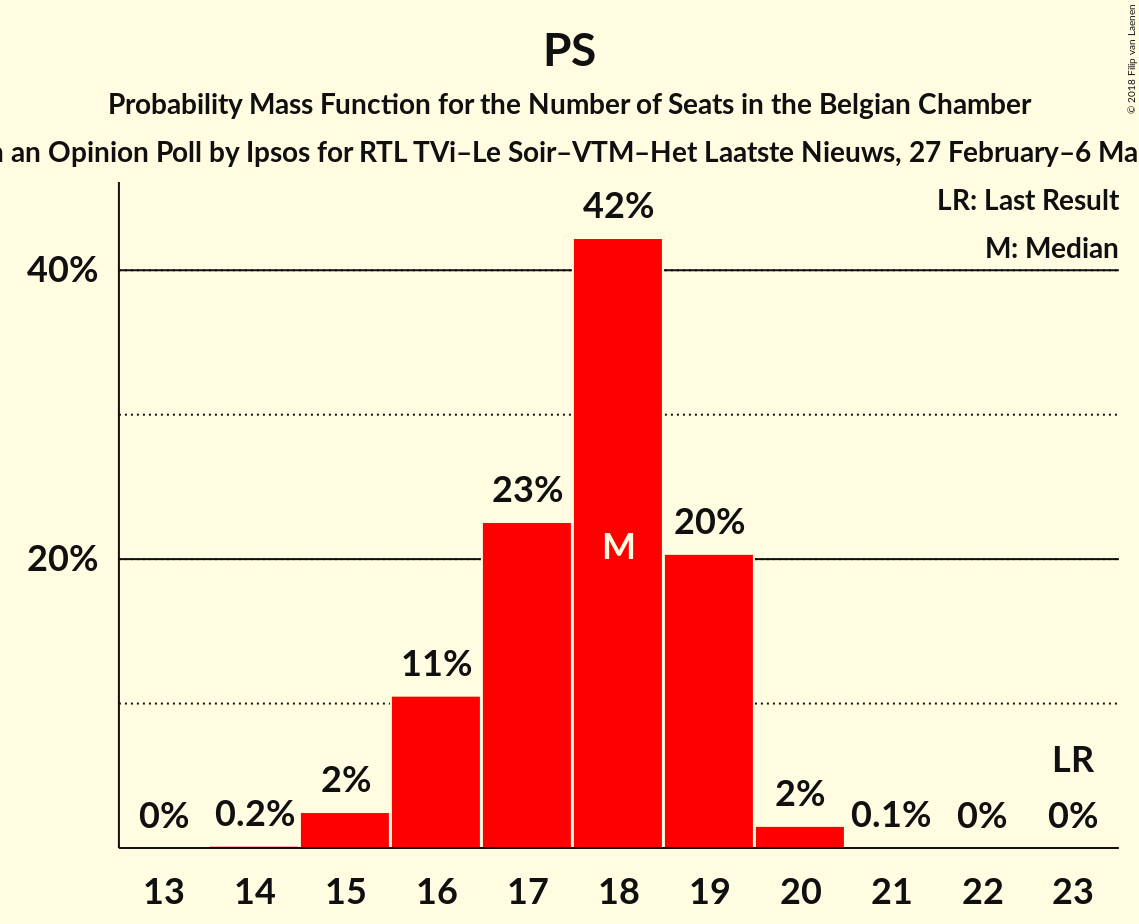 PS
Probability Mass Function for the Number of Seats in the Belgian Chamber
an Opinion Poll by Ipsos for RTL TVi–Le Soir–VTM–Het Laatste Nieuws, 27 February–6 Ma
© 2018 Filip van Laenen
LR: Last Result
M: Median
40%
20%
0%
0.2%
2%
11%
23%
42%
M
20%
2%
0.1%
0%
LR
0%
13 14 15 16 17 18 19 20 21 22 23